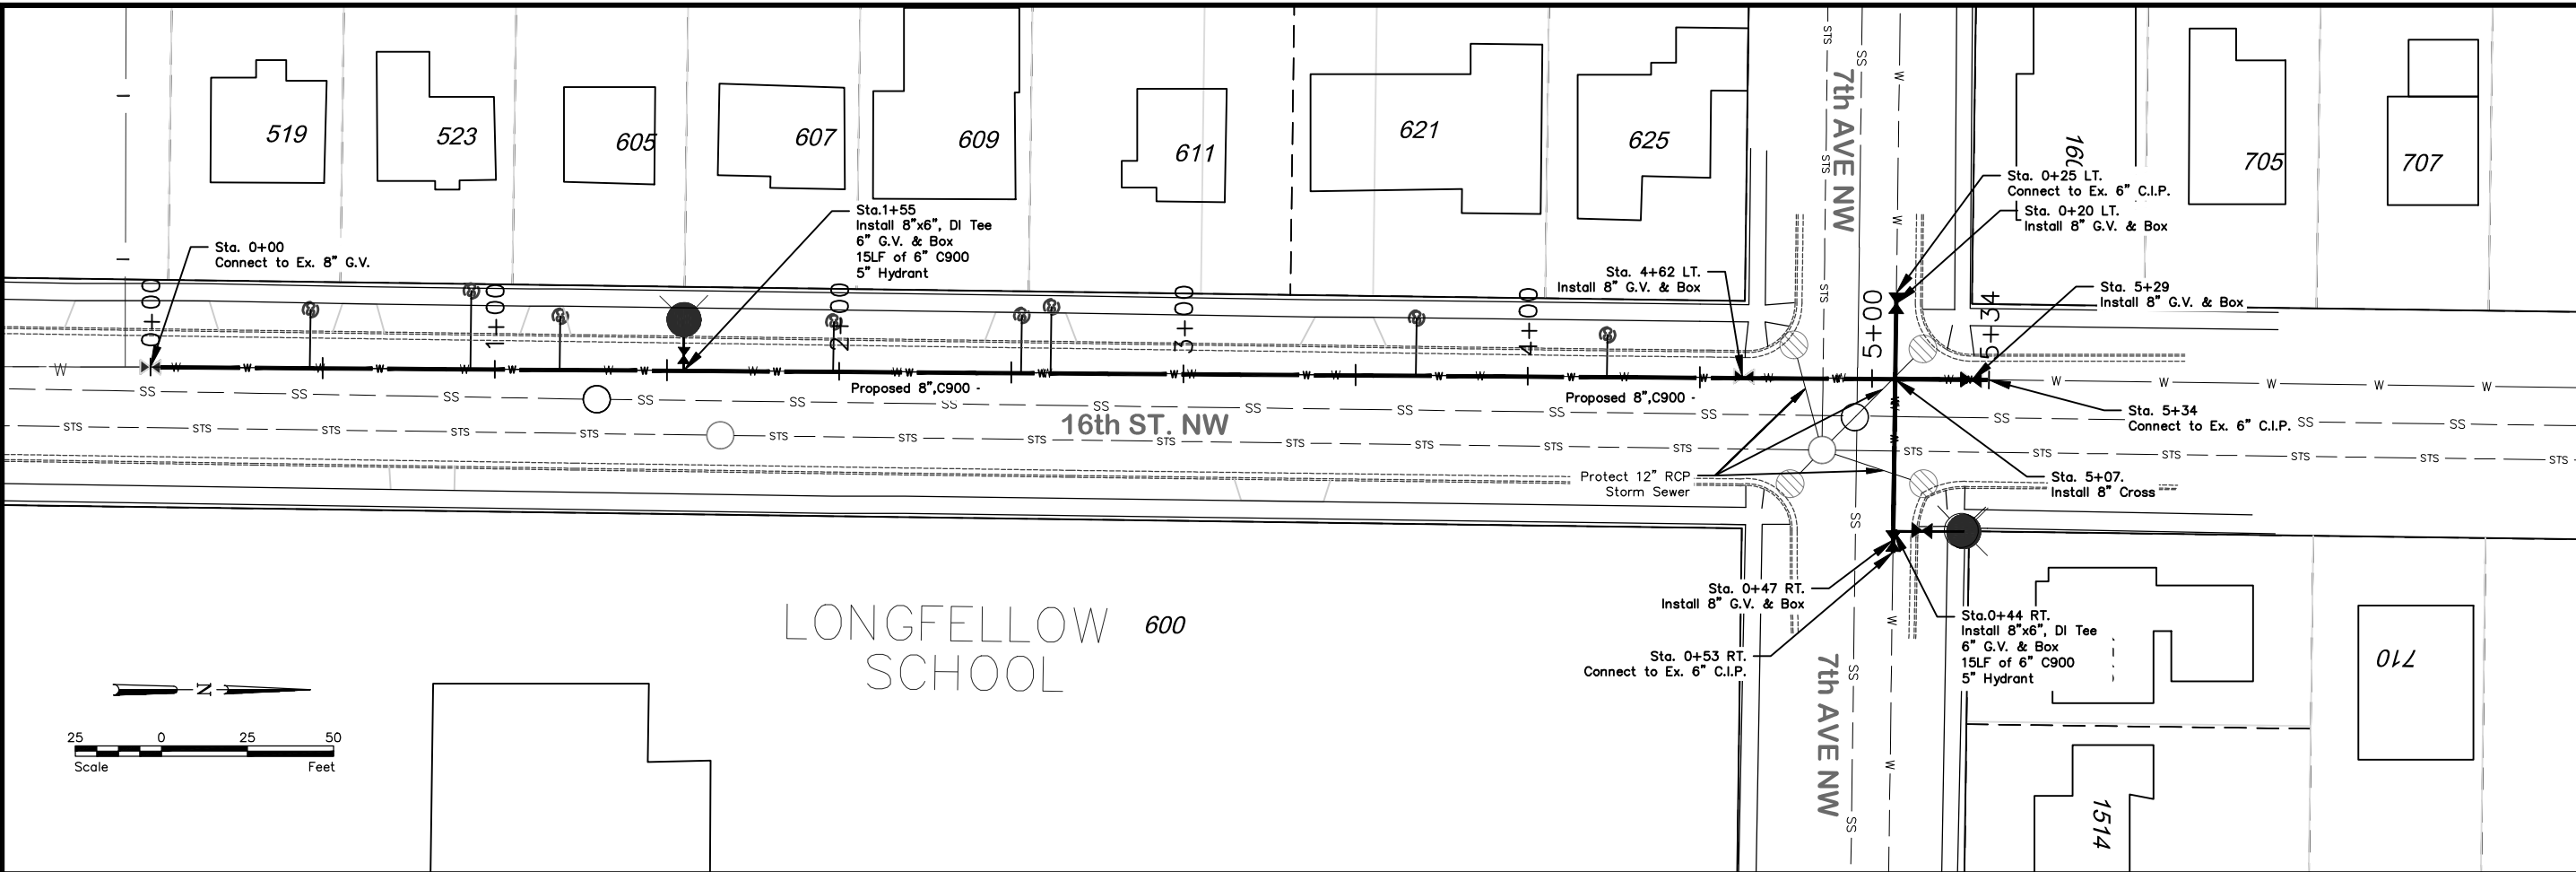 519
523
605
607
609
611
621
625
705
707
7th AVE NW
Sta. 0+25 LT.
Connect to Ex. 6" C.I.P.
Sta. 0+20 LT.
Install 8" G.V. & Box
Sta.1+55
Install 8"x6", DI Tee
6" G.V. & Box
15LF of 6" C900
5" Hydrant
Sta. 0+00
Connect to Ex. 8" G.V.
Sta. 4+62 LT.
Install 8" G.V. & Box
Sta. 5+29
Install 8" G.V. & Box
0+00
1+00
2+00
3+00
4+00
5+00
5+34
Proposed 8",C900 -
Proposed 8",C900 -
16th ST. NW
SS
STS
W
Sta. 5+34
Connect to Ex. 6" C.I.P.
Protect 12" RCP
Storm Sewer
Sta. 5+07.
Install 8" Cross
Sta. 0+47 RT.
Install 8" G.V. & Box
Sta. 0+53 RT.
Connect to Ex. 6" C.I.P.
Sta.0+44 RT.
Install 8"x6", DI Tee
6" G.V. & Box
15LF of 6" C900
5" Hydrant
LONGFELLOW
SCHOOL
600
7th AVE NW
710
1514
N
25 0 25 50
Scale Feet